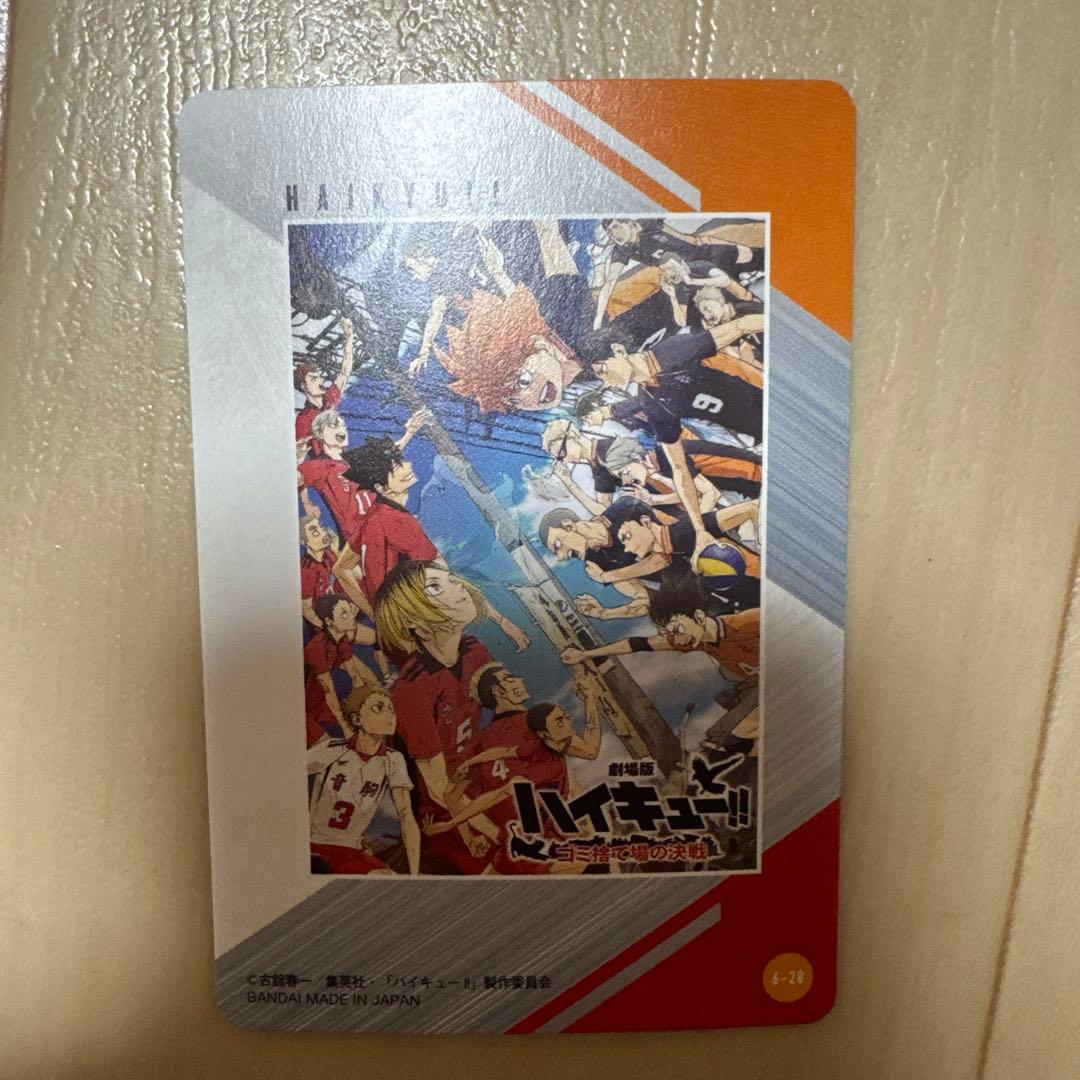 HAIKYU!!
9
11
1
5
4
音駒
3
劇場版
ハイキュー!!
ゴミ捨て場の決戦
©古舘春一/集英社・「ハイキュー!!」製作委員会
BANDAI MADE IN JAPAN
6-28